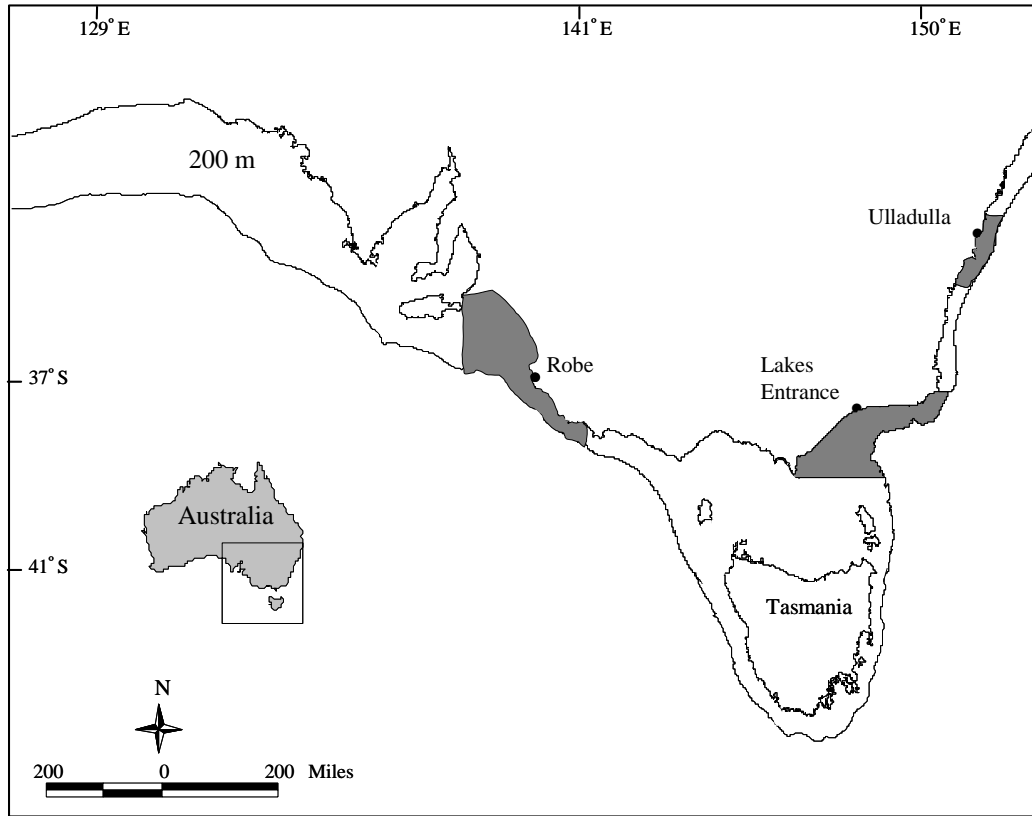 129°E
141°E
150°E
200 m
Ulladulla
37°S
Robe
Lakes
Entrance
Australia
41°S
Tasmania
N
200 0 200 Miles